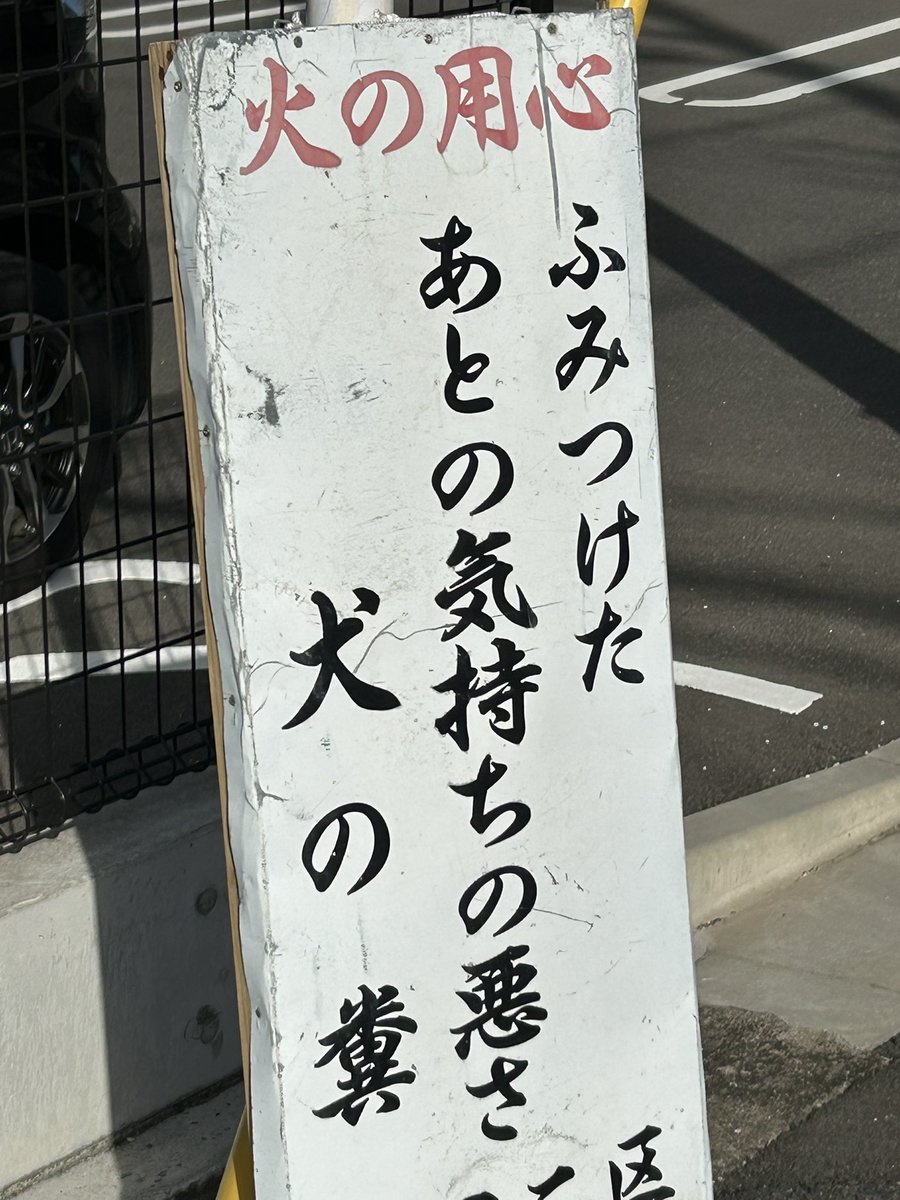 火の用心
ふみつけた
あとの気持ちの悪さ
犬の糞
区